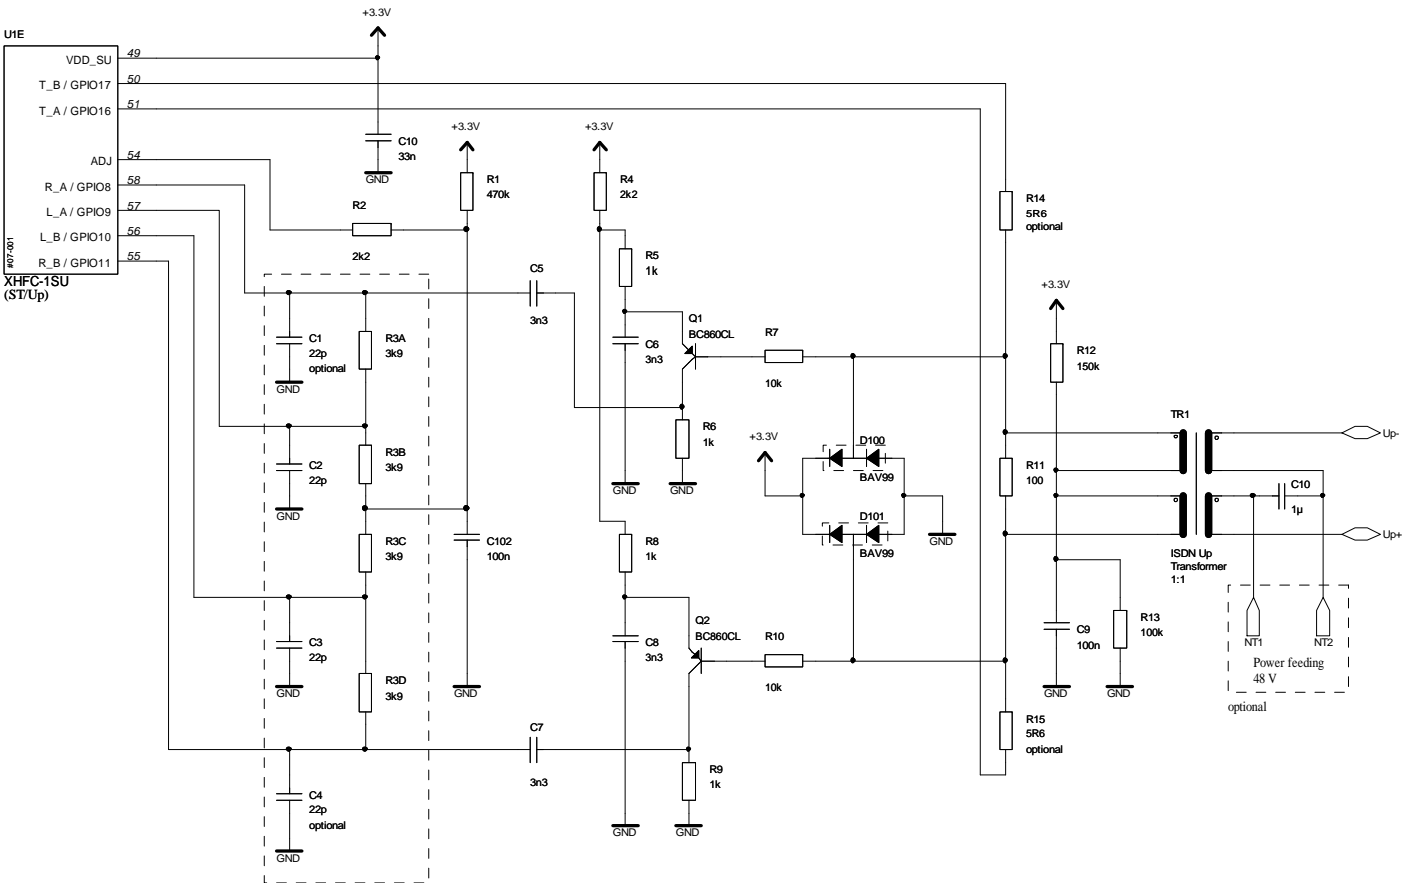 +3.3V
U1E
VDD_SU 49
T_B / GPIO17 50
T_A / GPIO16 51
ADJ 54
R_A / GPIO8 58
L_A / GPIO9 57
L_B / GPIO10 56
R_B / GPIO11 55
#07-001
XHFC-1SU
(ST/Up)
C10
33n
GND
+3.3V
R1
470k
R2
2k2
+3.3V
R4
2k2
R5
1k
C5
3n3
C1
22p
optional
GND
R3A
3k9
C6
3n3
Q1
BC860CL
R7
10k
R6
1k
GND
GND
C2
22p
GND
R3B
3k9
R3C
3k9
C102
100n
GND
R8
1k
+3.3V
D100
BAV99
D101
BAV99
GND
R14
5R6
optional
+3.3V
R12
150k
R11
100
TR1
ISDN Up
Transformer
1:1
Up-
C10
1µ
Up+
C3
22p
GND
R3D
3k9
C8
3n3
Q2
BC860CL
R10
10k
C9
100n
GND
R13
100k
GND
NT1
NT2
Power feeding
48 V
optional
C7
3n3
R9
1k
GND
GND
R15
5R6
optional
C4
22p
optional
GND